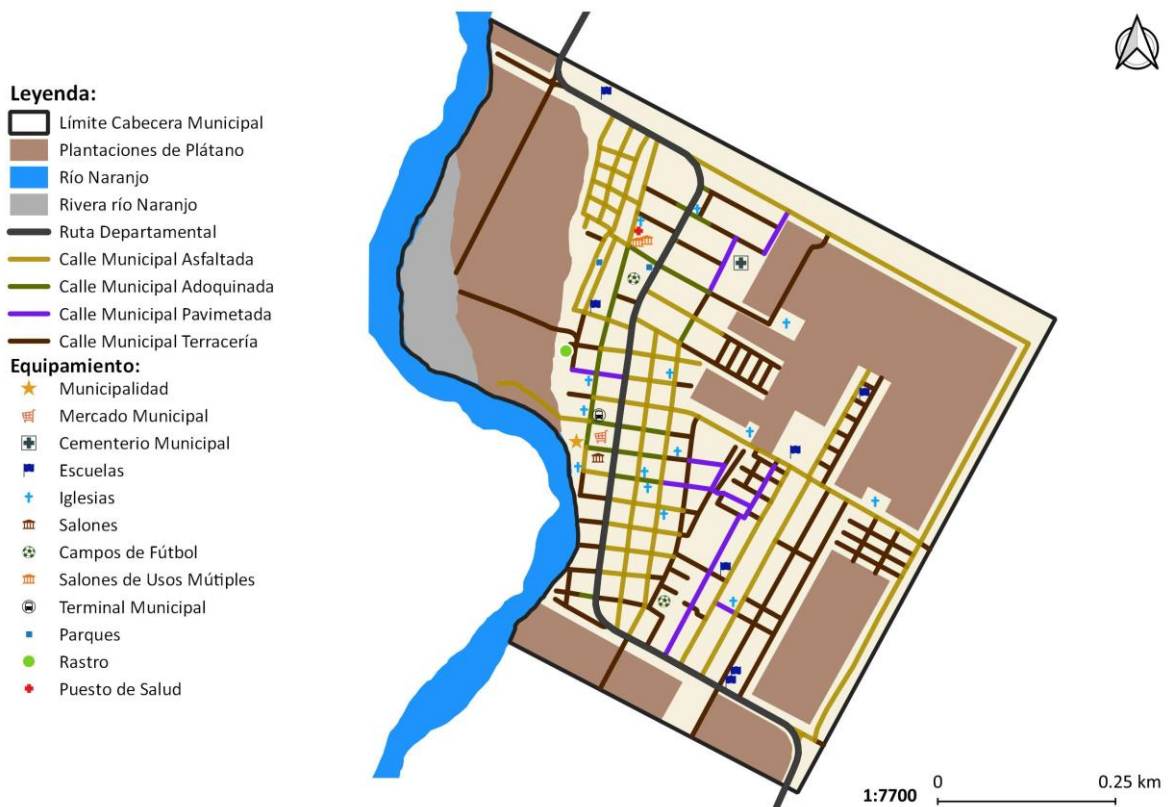 Leyenda:
Límite Cabecera Municipal
Plantaciones de Plátano
Río Naranjo
Rivera río Naranjo
Ruta Departamental
Calle Municipal Asfaltada
Calle Municipal Adoquinada
Calle Municipal Pavimetada
Calle Municipal Terracería
Equipamiento:
Municipalidad
Mercado Municipal
Cementerio Municipal
Escuelas
Iglesias
Salones
Campos de Fútbol
Salones de Usos Mútiples
Terminal Municipal
Parques
Rastro
Puesto de Salud
1:7700
0
0.25 km